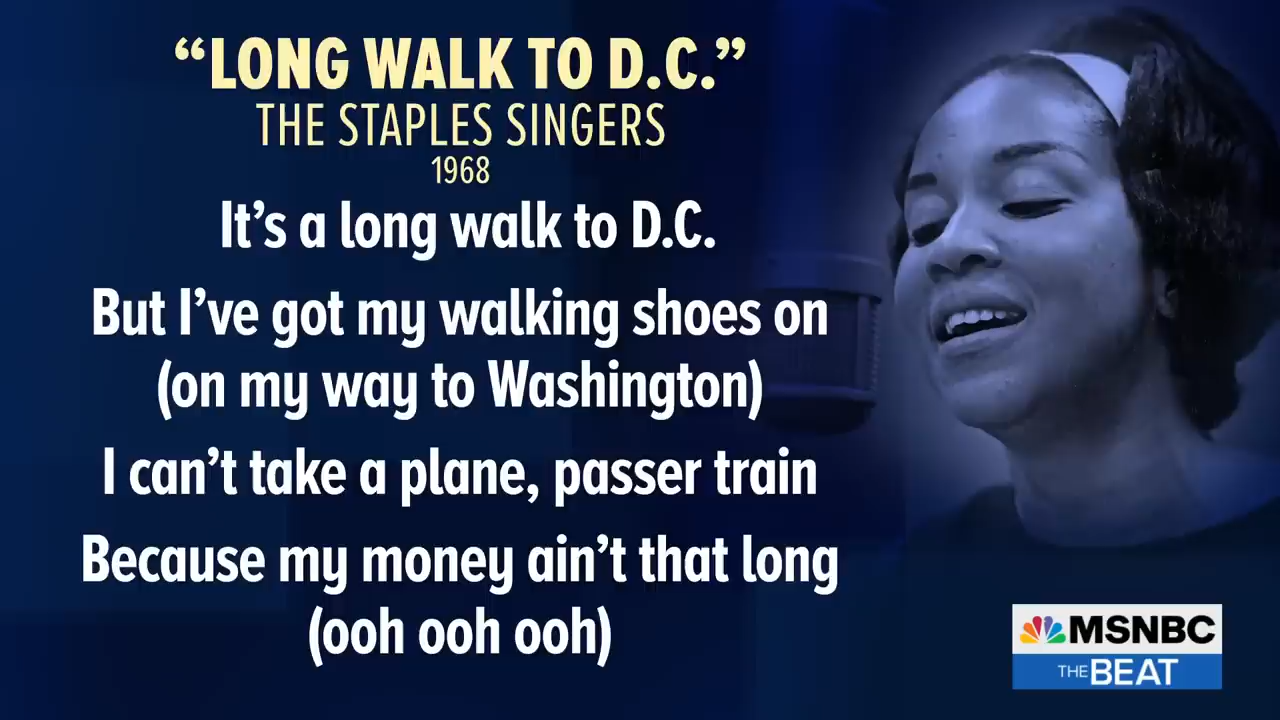 “LONG WALK TO D.C.”
THE STAPLES SINGERS
1968
It’s a long walk to D.C.
But I’ve got my walking shoes on
(on my way to Washington)
I can’t take a plane, passer train
Because my money ain’t that long
(ooh ooh ooh)
MSNBC
THE BEAT